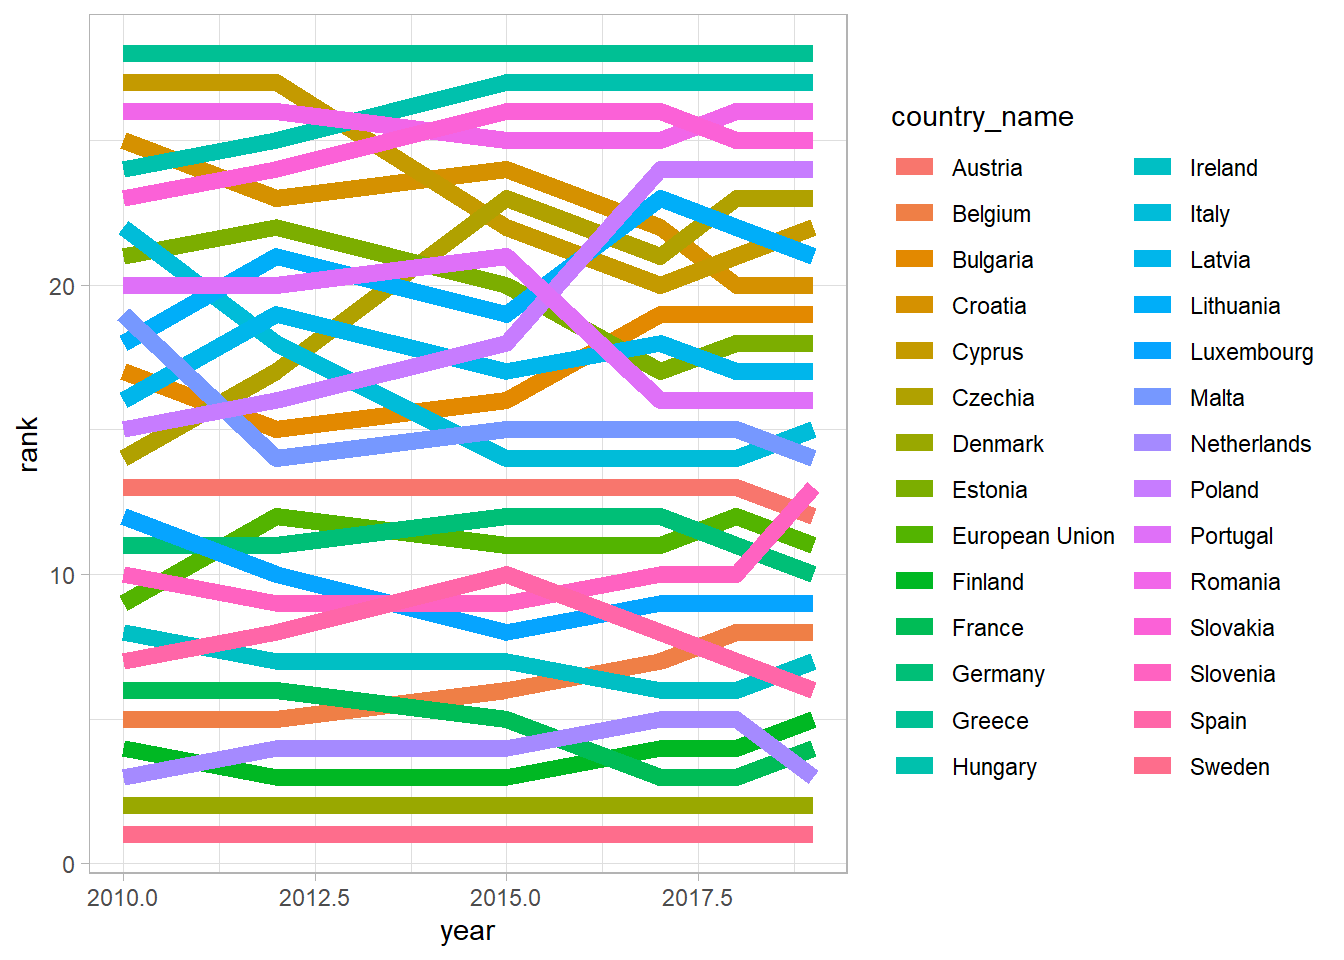 country_name
Austria
Belgium
Bulgaria
Croatia
Cyprus
Czechia
Denmark
Estonia
European Union
Finland
France
Germany
Greece
Hungary
Ireland
Italy
Latvia
Lithuania
Luxembourg
Malta
Netherlands
Poland
Portugal
Romania
Slovakia
Slovenia
Spain
Sweden
rank
20
10
0
2010.0 2012.5 2015.0 2017.5
year